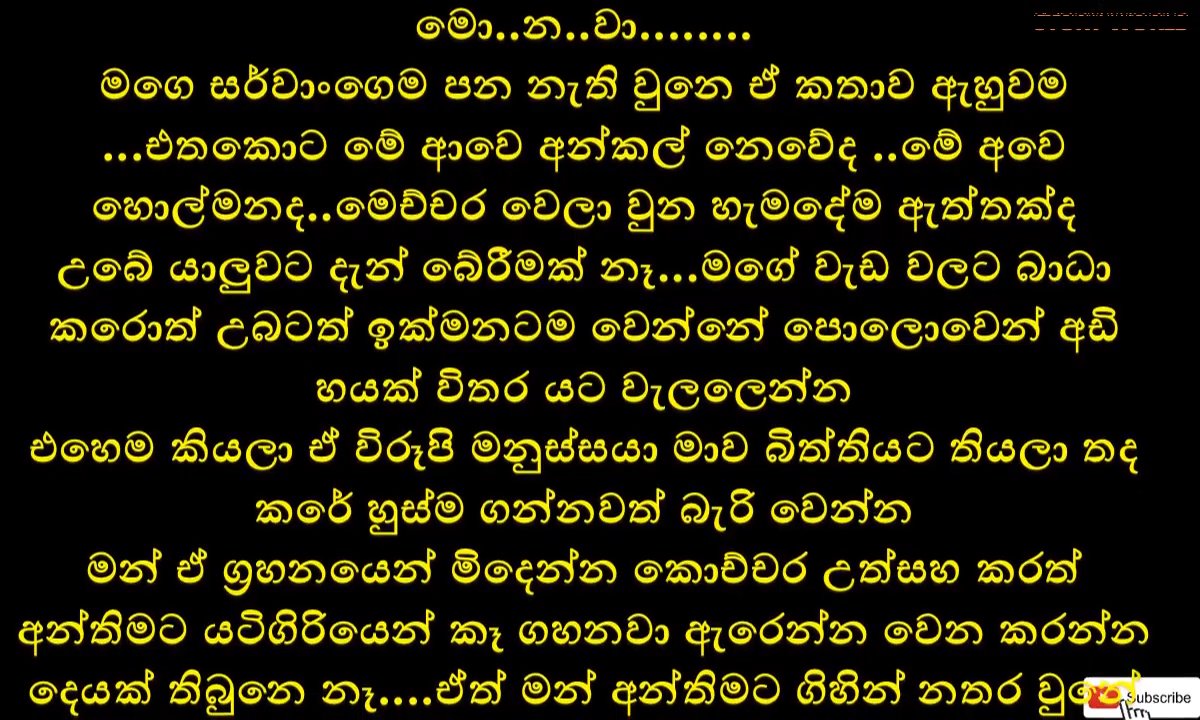 මො..න..වා........
මගෙ සර්වාංගෙම පන නැති වුනෙ ඒ කතාව ඇහුවම
...එතකොට මේ ආවෙ අන්කල් නෙවේද ..මේ අවෙ
හොල්මනද..මෙච්චර වෙලා වුන හැමදේම ඇත්තක්ද
උබේ යාලුවට දැන් බේරීමක් නෑ...මගේ වැඩ වලට බාධා
කරොත් උබටත් ඉක්මනටම වෙන්නේ පොලොවෙන් අඩි
හයක් විතර යට වැලලෙන්න
එහෙම කියලා ඒ විරූපි මනුස්සයා මාව බිත්තියට තියලා තද
කරේ හුස්ම ගන්නවත් බැරි වෙන්න
මන් ඒ ග්‍රහනයෙන් මිදෙන්න කොච්චර උත්සහ කරත්
අන්තිමට යටිගිරියෙන් කෑ ගහනවා ඇරෙන්න වෙන කරන්න
දෙයක් තිබුනෙ නෑ....ඒත් මන් අන්තිමට ගිහින් නතර වුනේ
Subscribe